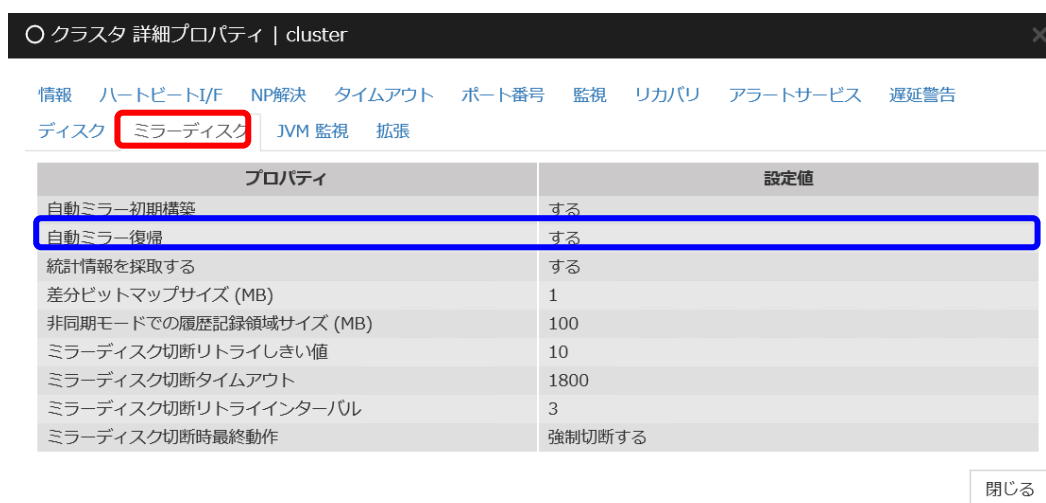 クラスタ 詳細プロパティ | cluster ×
情報 ハートビートI/F NP解決 タイムアウト ポート番号 監視 リカバリ アラートサービス 遅延警告
ディスク ミラーディスク JVM 監視 拡張
プロパティ 設定値
自動ミラー初期構築 する
自動ミラー復帰 する
統計情報を採取する する
差分ビットマップサイズ (MB) 1
非同期モードでの履歴記録領域サイズ (MB) 100
ミラーディスク切断リトライしきい値 10
ミラーディスク切断タイムアウト 1800
ミラーディスク切断リトライインターバル 3
ミラーディスク切断時最終動作 強制切断する
閉じる